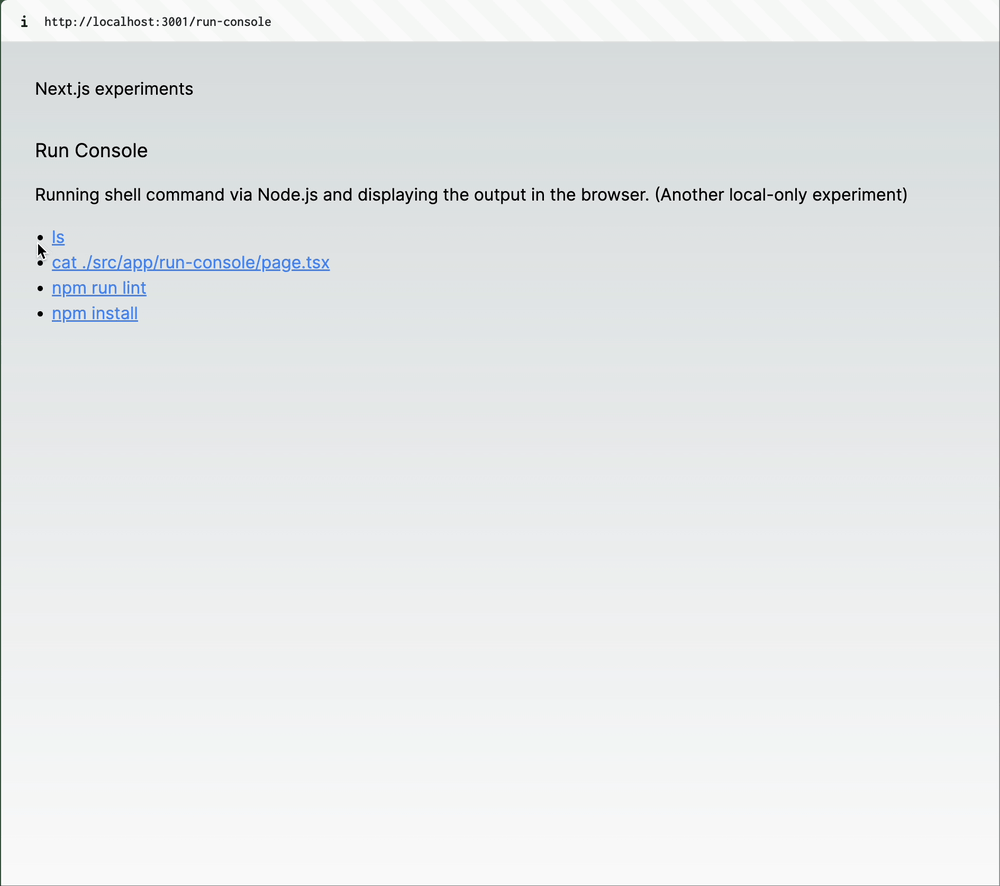 i http://localhost:3001/run-console
Next.js experiments
Run Console
Running shell command via Node.js and displaying the output in the browser. (Another local-only experiment)
ls
cat ./src/app/run-console/page.tsx
npm run lint
npm install